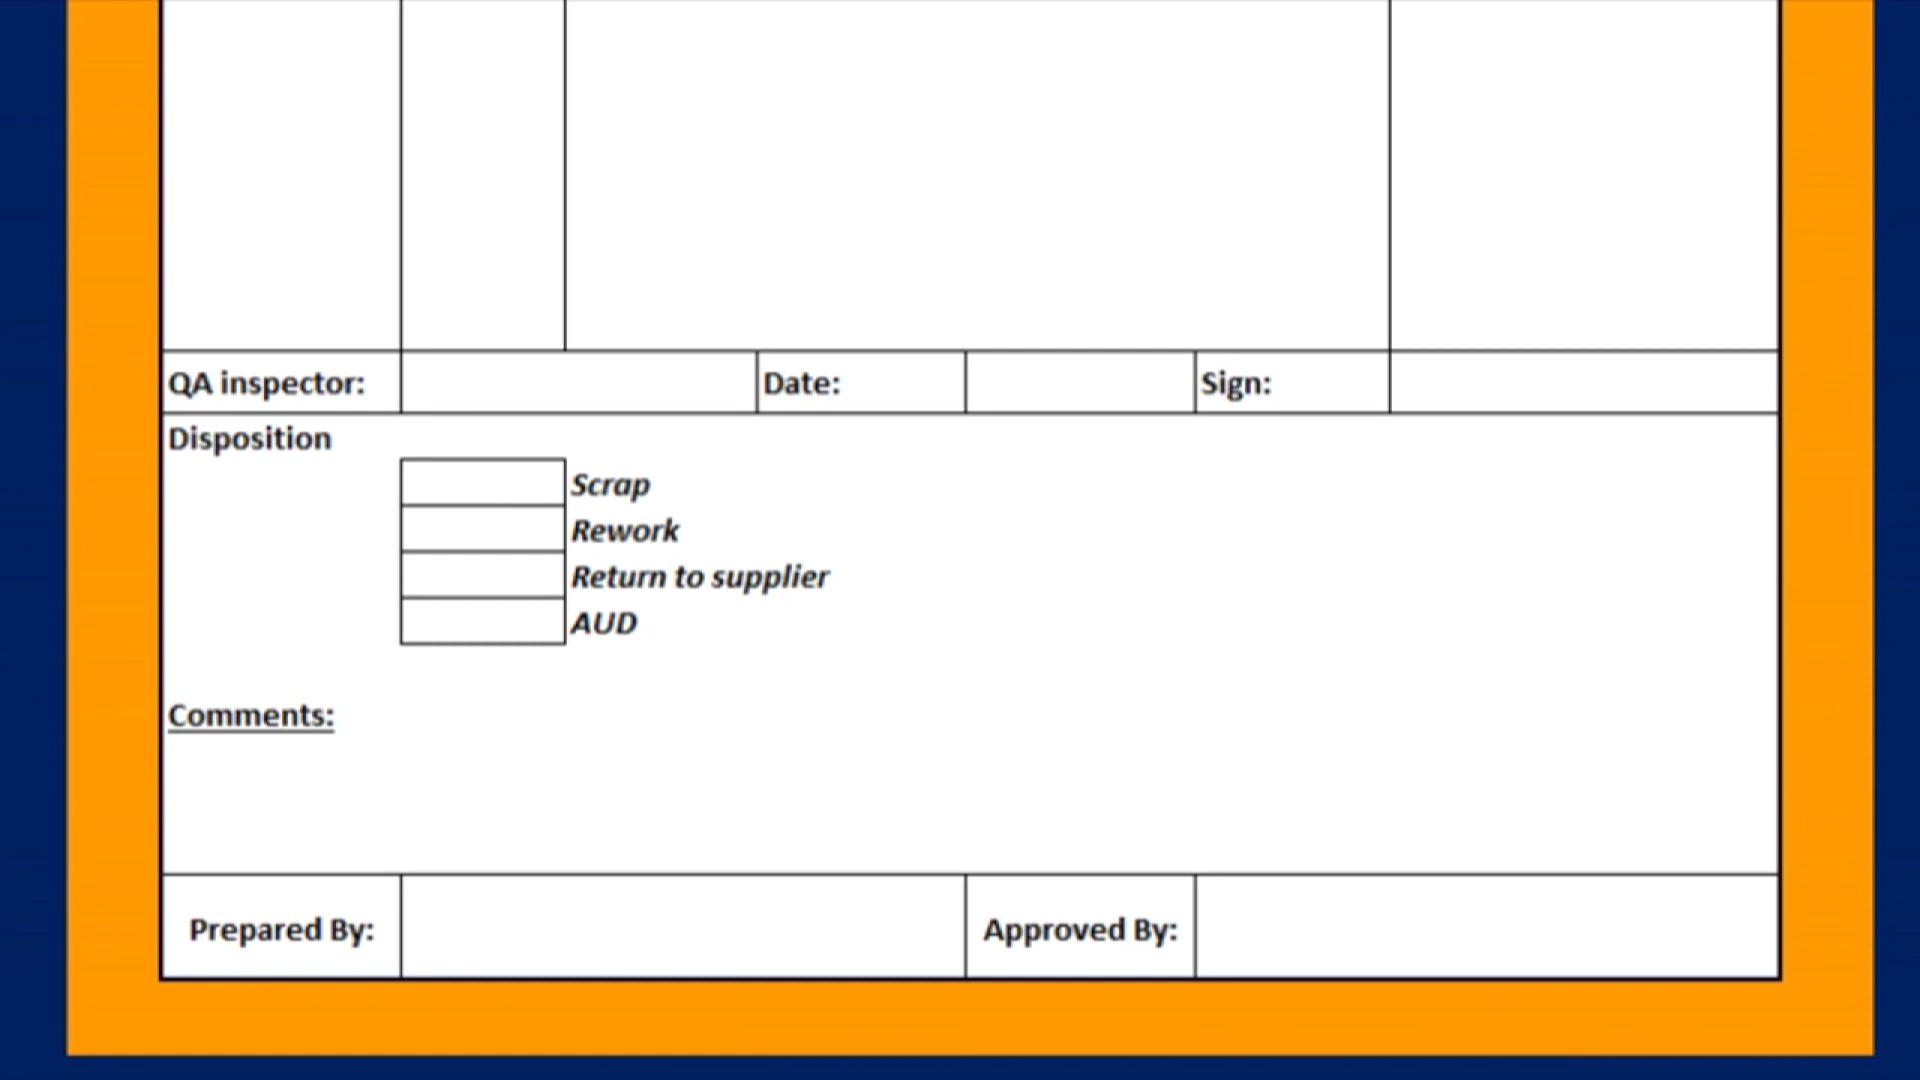 QA inspector: Date: Sign:
Disposition
Scrap
Rework
Return to supplier
AUD
Comments:
Prepared By: Approved By: